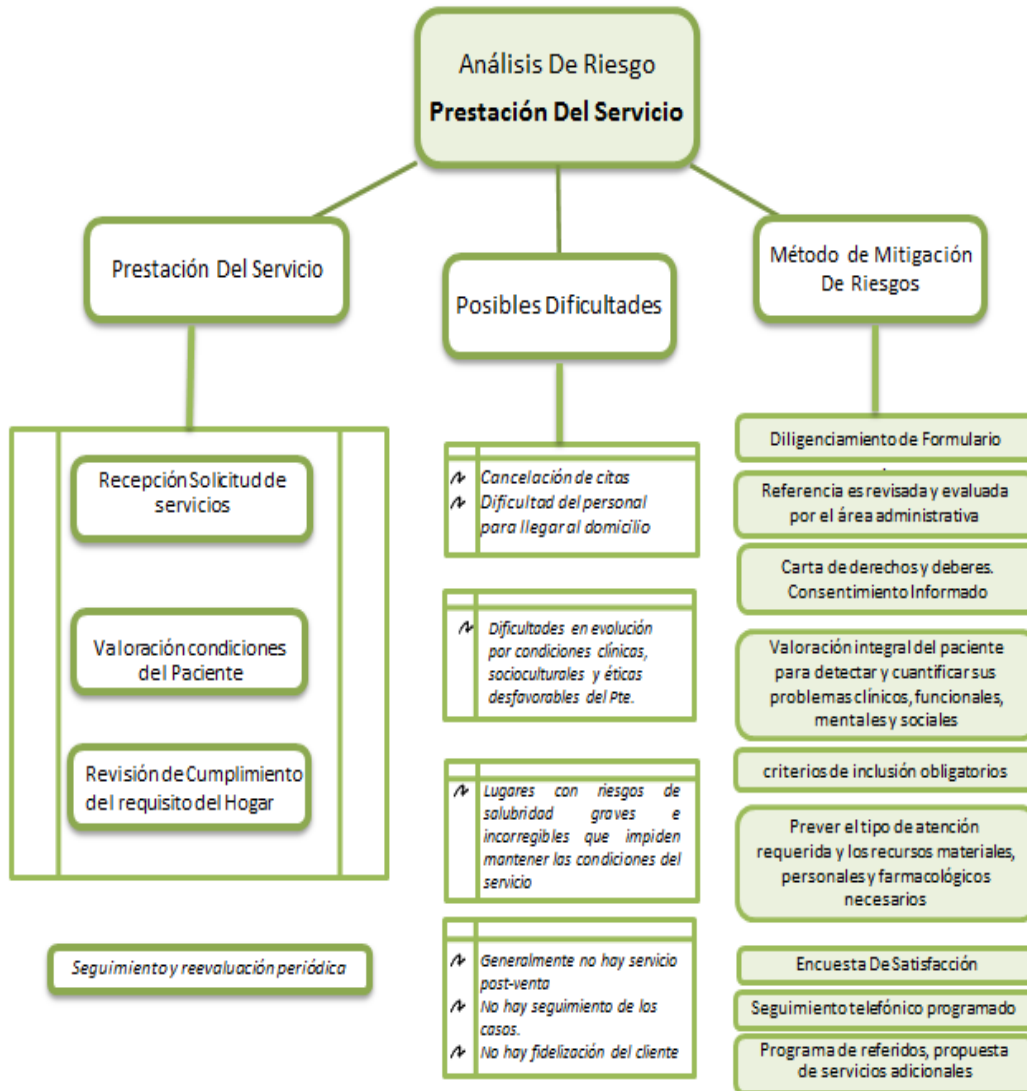 Análisis De Riesgo
Prestación Del Servicio
Prestación Del Servicio
Posibles Dificultades
Método de Mitigación
De Riesgos
Recepción Solicitud de
servicios
Valoración condiciones
del Paciente
Revisión de Cumplimiento
del requisito del Hogar
Seguimiento y reevaluación periódica
Cancelación de citas
Dificultad del personal
para llegar al domicilio
Dificultades en evolución
por condiciones clínicas,
socioculturales y éticas
desfavorables del Pte.
Lugares con riesgos de
salubridad graves e
incorregibles que impiden
mantener las condiciones del
servicio
Generalmente no hay servicio
post-venta
No hay seguimiento de los
casos.
No hay fidelización del cliente
Diligenciamiento de Formulario
Referencia es revisada y evaluada
por el área administrativa
Carta de derechos y deberes.
Consentimiento Informado
Valoración integral del paciente
para detectar y cuantificar sus
problemas clínicos, funcionales,
mentales y sociales
criterios de inclusión obligatorios
Prever el tipo de atención
requerida y los recursos materiales,
personales y farmacológicos
necesarios
Encuesta De Satisfacción
Seguimiento telefónico programado
Programa de referidos, propuesta
de servicios adicionales